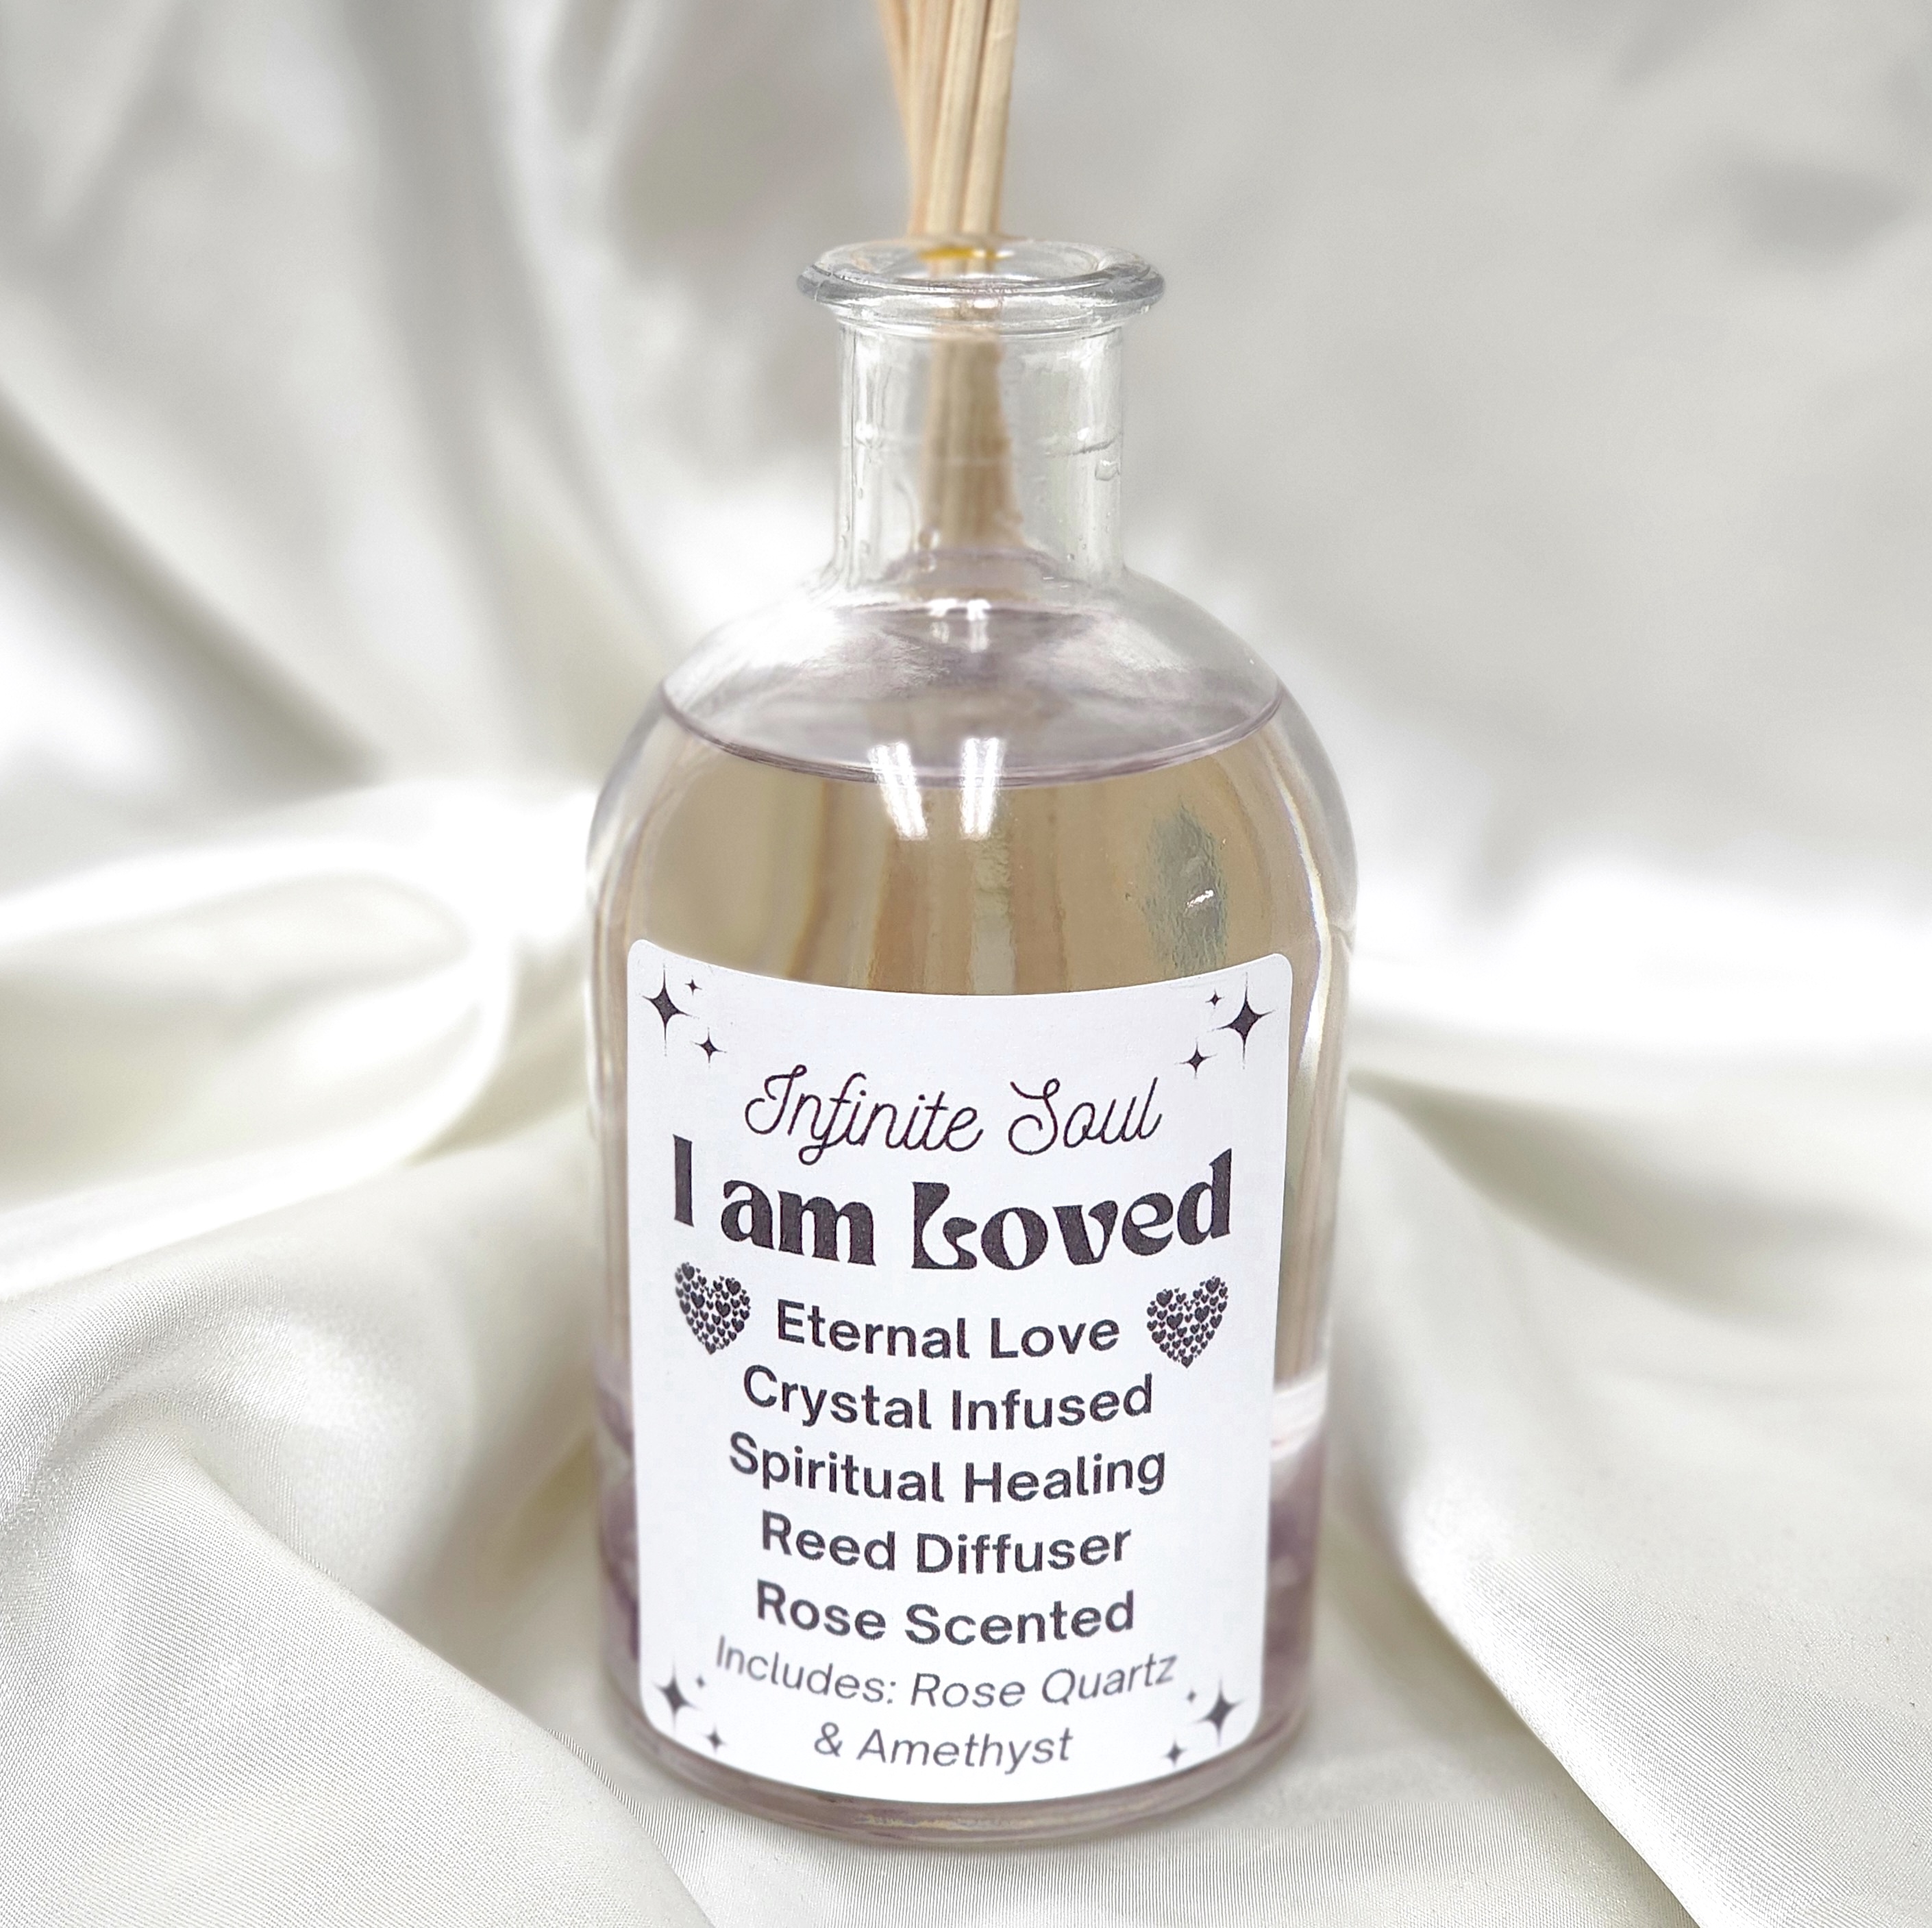 Infinite Soul
I am Loved
Eternal Love
Crystal Infused
Spiritual Healing
Reed Diffuser
Rose Scented
Includes: Rose Quartz
& Amethyst